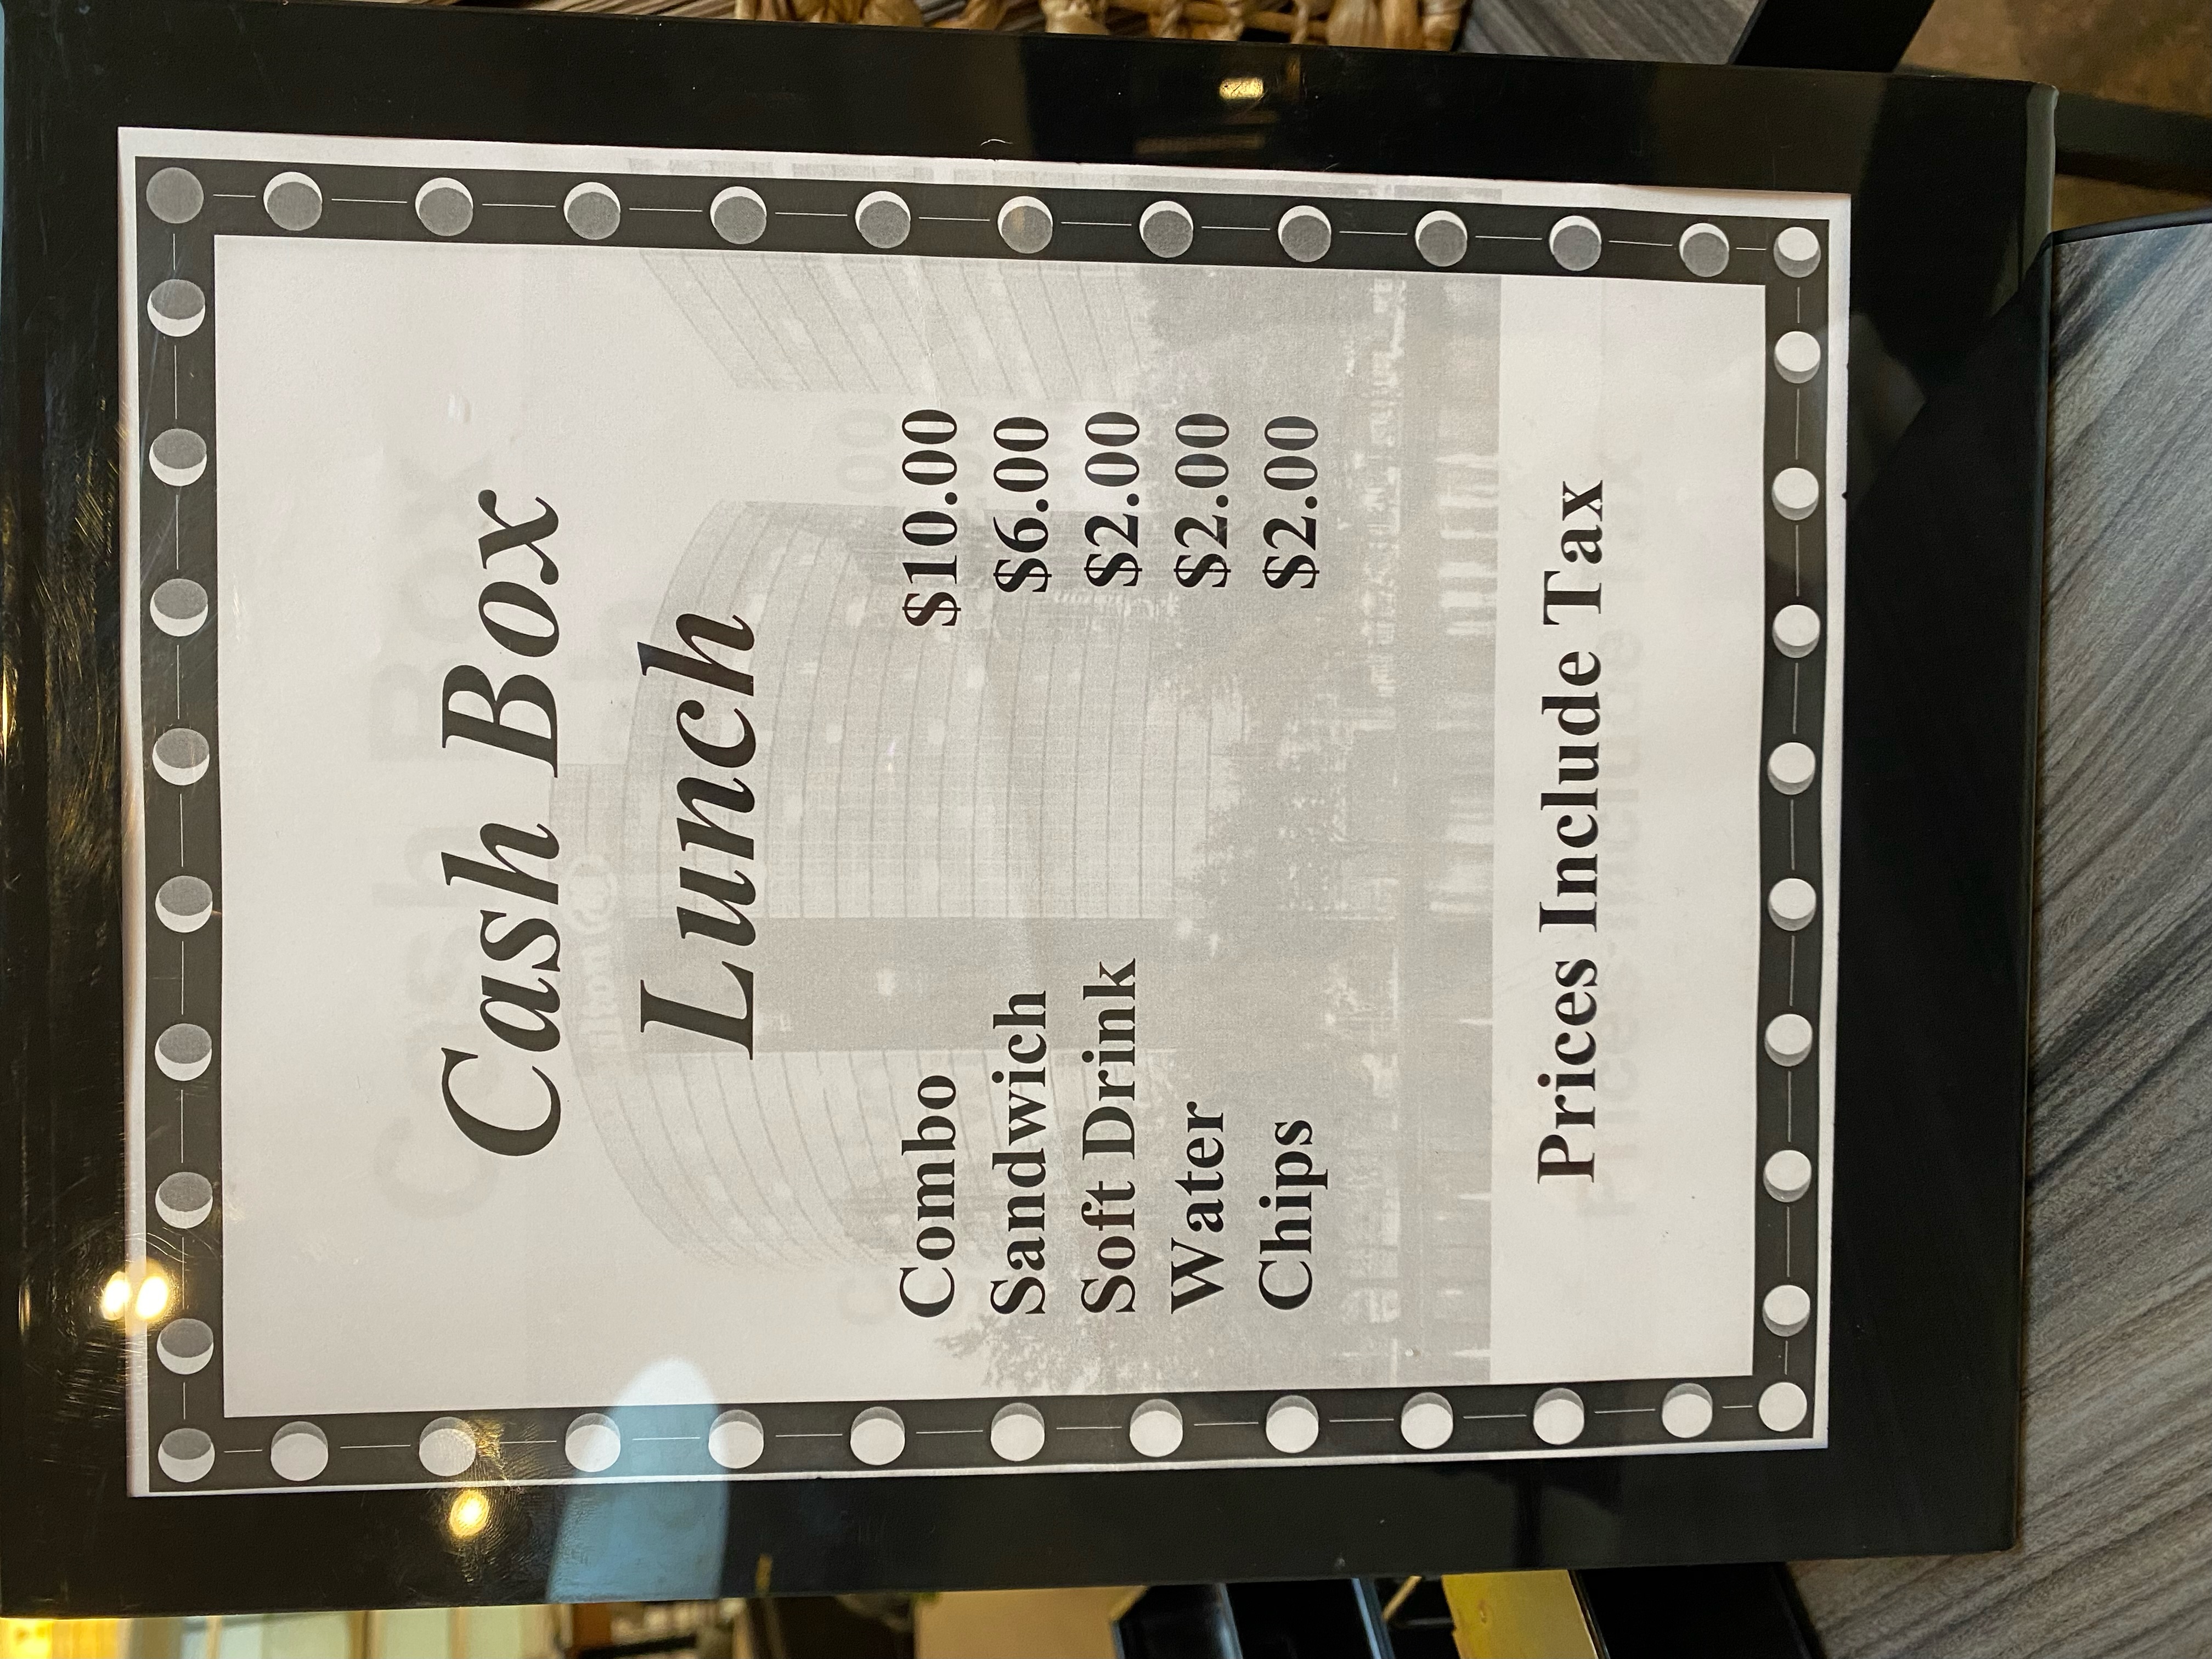 Cash Box
Lunch
Combo $10.00
Sandwich $6.00
Soft Drink $2.00
Water $2.00
Chips $2.00
Prices Include Tax